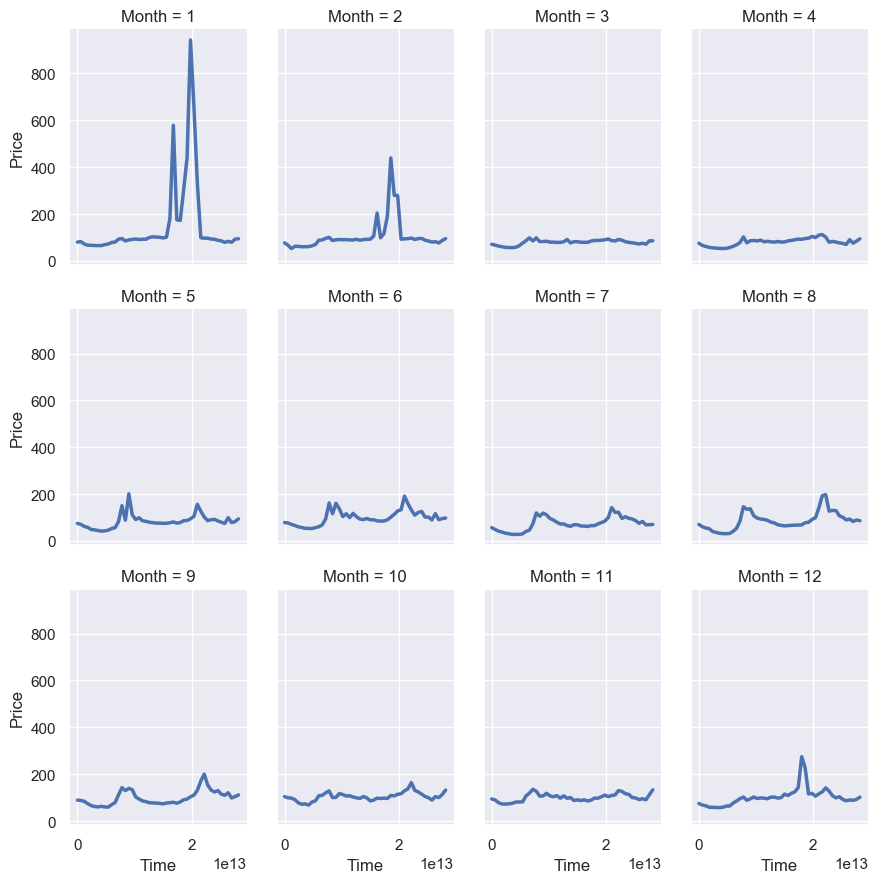 Month = 1
Month = 2
Month = 3
Month = 4
800
600
400
200
0
Price
Month = 5
Month = 6
Month = 7
Month = 8
800
600
400
200
0
Price
Month = 9
Month = 10
Month = 11
Month = 12
800
600
400
200
0
Price
0 2
0 2
0 2
0 2
Time 1e13
Time 1e13
Time 1e13
Time 1e13